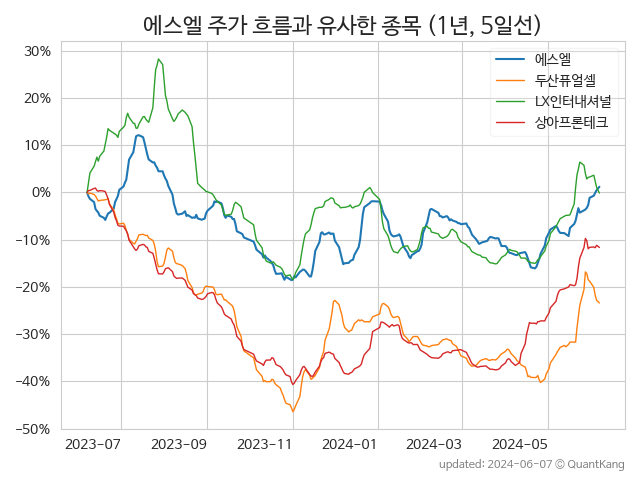 에스엘 주가 흐름과 유사한 종목 (1년, 5일선)
에스엘
두산퓨얼셀
LX인터내셔널
상아프론테크
30%
20%
10%
0%
−10%
−20%
−30%
−40%
−50%
2023-07
2023-09
2023-11
2024-01
2024-03
2024-05
updated: 2024-06-07 © QuantKang